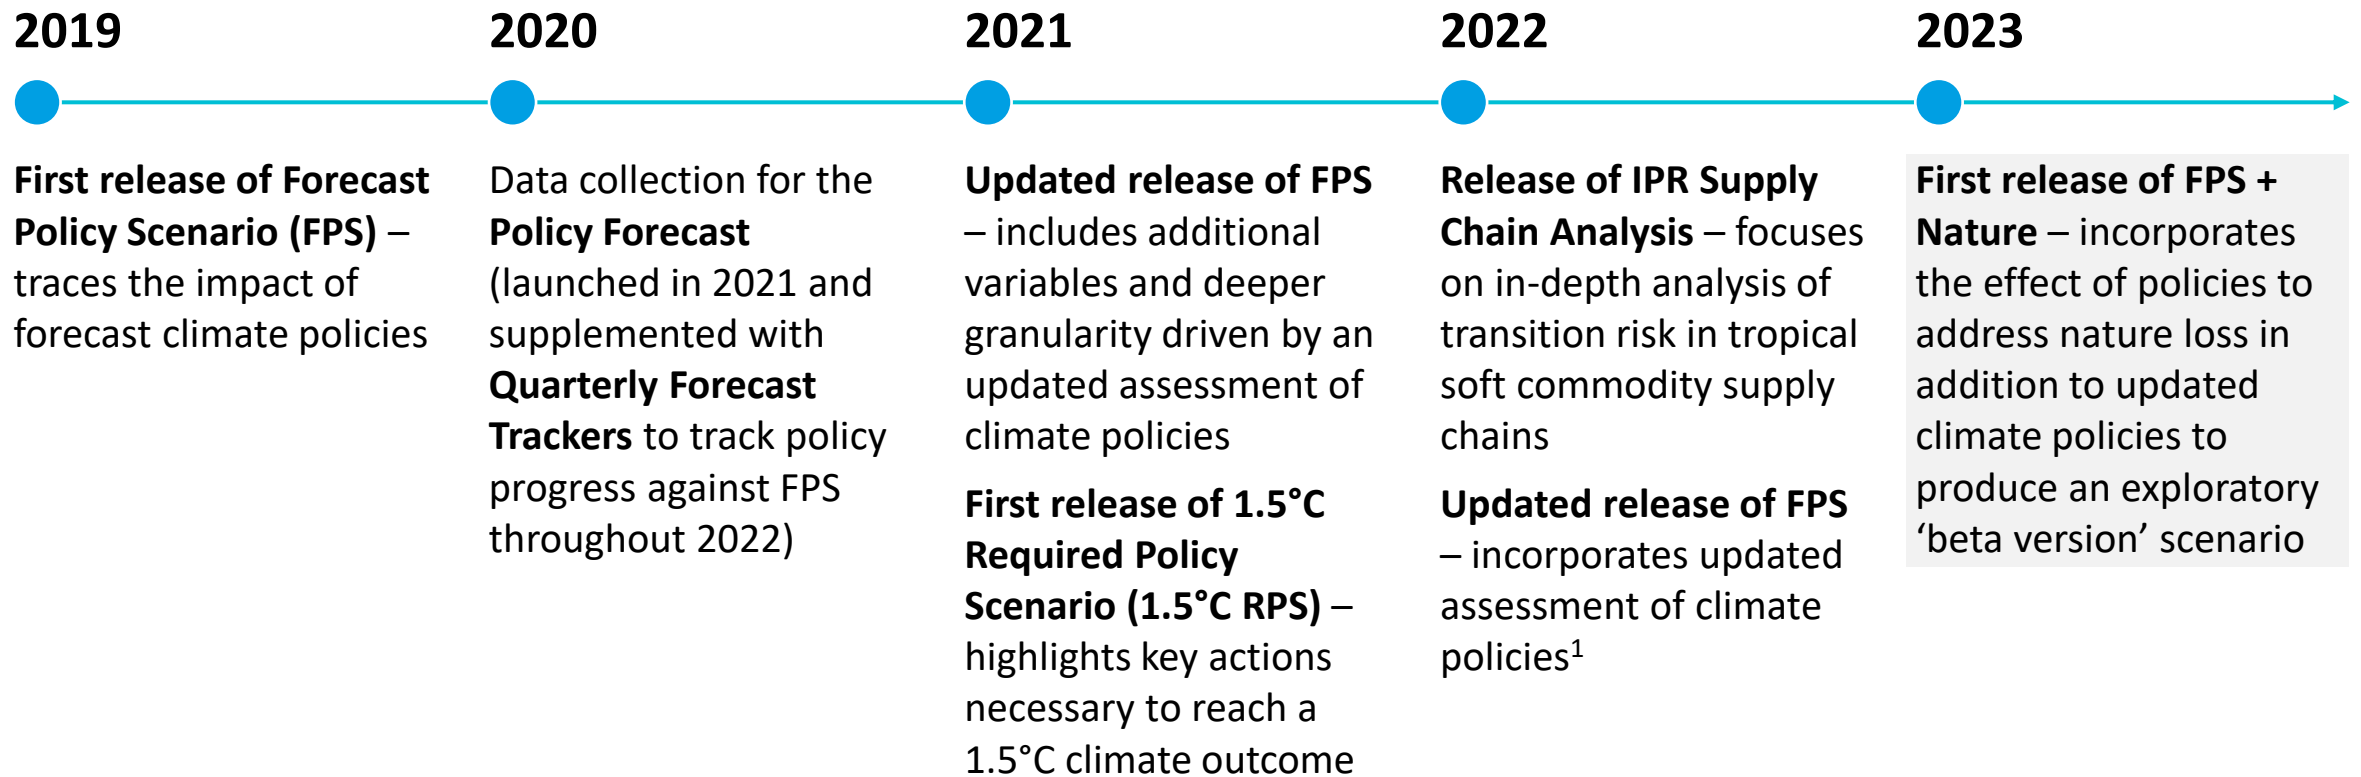 2019
First release of Forecast
Policy Scenario (FPS) –
traces the impact of
forecast climate policies
2020
Data collection for the
Policy Forecast
(launched in 2021 and
supplemented with
Quarterly Forecast
Trackers to track policy
progress against FPS
throughout 2022)
2021
Updated release of FPS
– includes additional
variables and deeper
granularity driven by an
updated assessment of
climate policies
First release of 1.5°C
Required Policy
Scenario (1.5°C RPS) –
highlights key actions
necessary to reach a
1.5°C climate outcome
2022
Release of IPR Supply
Chain Analysis – focuses
on in-depth analysis of
transition risk in tropical
soft commodity supply
chains
Updated release of FPS
– incorporates updated
assessment of climate
policies¹
2023
First release of FPS +
Nature – incorporates
the effect of policies to
address nature loss in
addition to updated
climate policies to
produce an exploratory
‘beta version’ scenario